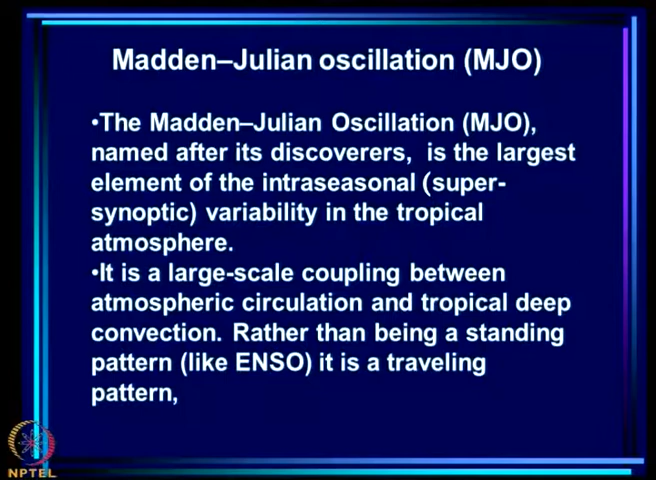 Madden–Julian oscillation (MJO)
•The Madden–Julian Oscillation (MJO),
named after its discoverers,  is the largest
element of the intraseasonal (super-
synoptic) variability in the tropical
atmosphere.
•It is a large-scale coupling between
atmospheric circulation and tropical deep
convection. Rather than being a standing
pattern (like ENSO) it is a traveling
pattern,
NPTEL